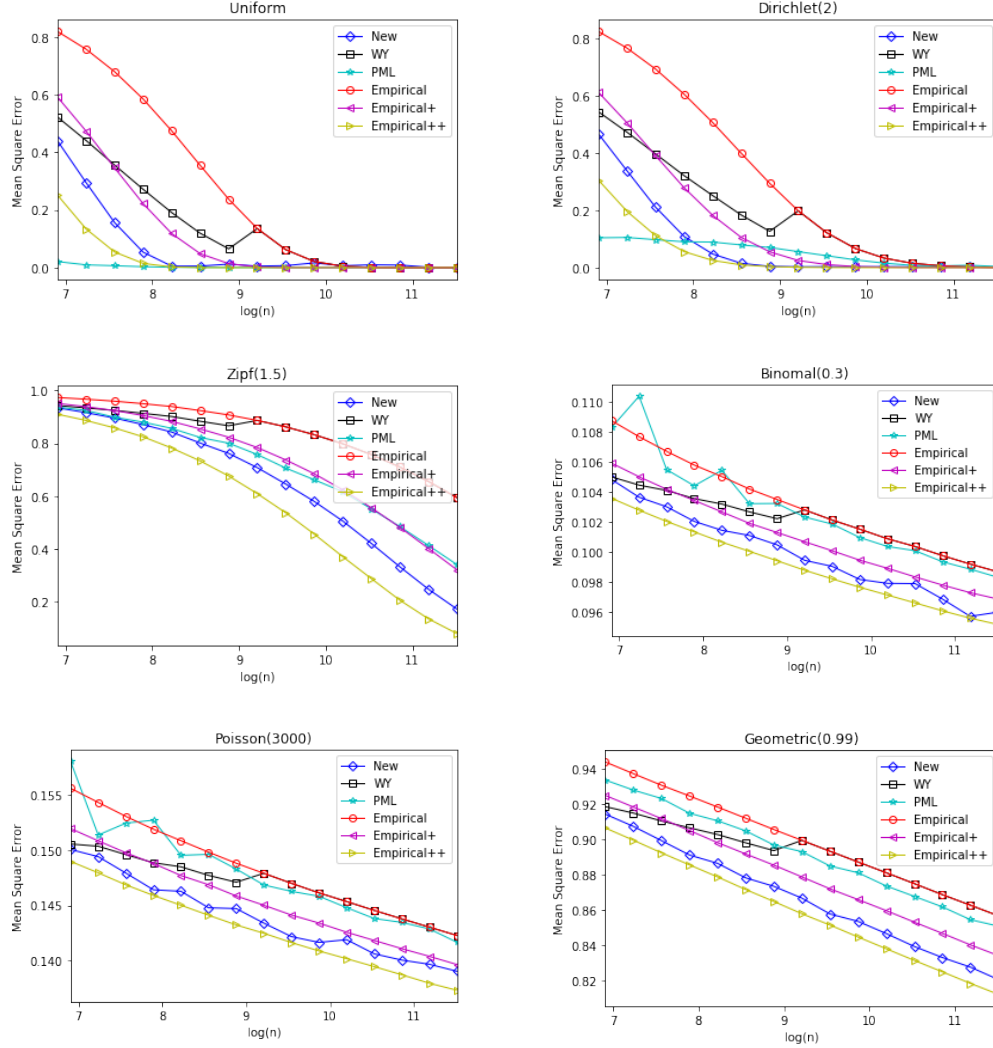 Uniform
Mean Square Error
0.8
0.6
0.4
0.2
0.0
New
WY
PML
Empirical
Empirical+
Empirical++
7 8 9 10 11
log(n)
Dirichlet(2)
Mean Square Error
0.8
0.6
0.4
0.2
0.0
New
WY
PML
Empirical
Empirical+
Empirical++
7 8 9 10 11
log(n)
Zipf(1.5)
Mean Square Error
1.0
0.8
0.6
0.4
0.2
New
WY
PML
Empirical
Empirical+
Empirical++
7 8 9 10 11
log(n)
Binomal(0.3)
Mean Square Error
0.110
0.108
0.106
0.104
0.102
0.100
0.098
0.096
New
WY
PML
Empirical
Empirical+
Empirical++
7 8 9 10 11
log(n)
Poisson(3000)
Mean Square Error
0.155
0.150
0.145
0.140
New
WY
PML
Empirical
Empirical+
Empirical++
7 8 9 10 11
log(n)
Geometric(0.99)
Mean Square Error
0.94
0.92
0.90
0.88
0.86
0.84
0.82
New
WY
PML
Empirical
Empirical+
Empirical++
7 8 9 10 11
log(n)